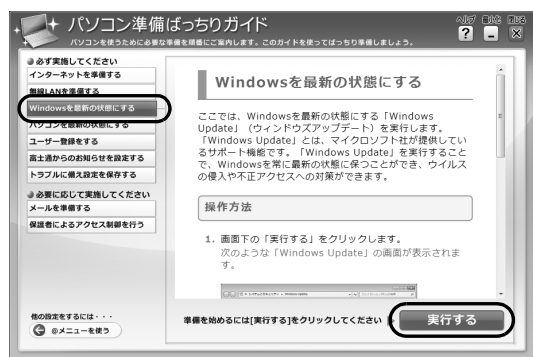 パソコン準備ばっちりガイド
パソコンを使うために必要な準備を順番にご案内します。このガイドを使ってばっちり準備しましょう。
ヘルプ 最小化 閉じる
必ず実施してください
インターネットを準備する
無線LANを準備する
Windowsを最新の状態にする
パソコンを最新の状態にする
ユーザー登録をする
富士通からのお知らせを設定する
トラブルに備え設定を保存する
必要に応じて実施してください
メールを準備する
保護者によるアクセス制御を行う
他の設定をするには・・・
@メニューを使う
Windowsを最新の状態にする
ここでは、Windowsを最新の状態にする「Windows
Update」（ウィンドウズアップデート）を実行します。
「Windows Update」とは、マイクロソフト社が提供してい
るサポート機能です。「Windows Update」を実行すること
で、Windowsを常に最新の状態に保つことができ、ウイルス
の侵入や不正アクセスへの対策ができます。
操作方法
1. 画面下の「実行する」をクリックします。
次のような「Windows Update」の画面が表示されま
す。
準備を始めるには[実行する]をクリックしてください
実行する